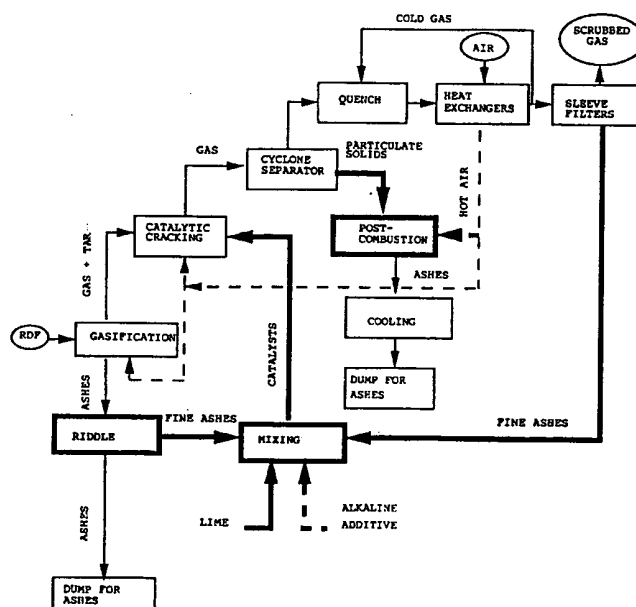 COLD GAS
SCRUBBED
GAS
AIR
QUENCH
HEAT
EXCHANGERS
SLEEVE
FILTERS
GAS
CYCLONE
SEPARATOR
PARTICULATE
SOLIDS
HOT AIR
CATALYTIC
CRACKING
POST-
COMBUSTION
GAS + TAR
ASHES
RDF
GASIFICATION
COOLING
CATALYSTS
DUMP FOR
ASHES
ASHES
FINE ASHES
FINE ASHES
RIDDLE
MIXING
LIME
ALKALINE
ADDITIVE
ASHES
DUMP FOR
ASHES